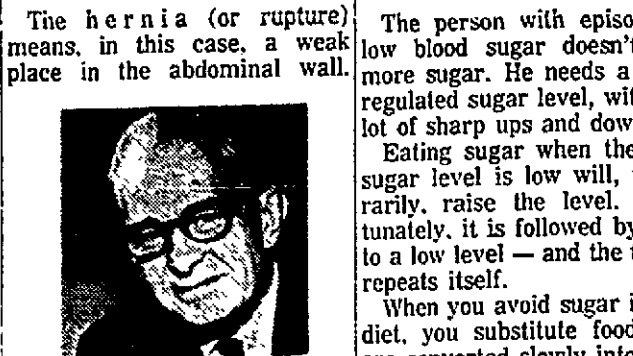 The hernia (or rupture)
means, in this case, a weak
place in the abdominal wall.
The person with episo
low blood sugar doesn't
more sugar. He needs a
regulated sugar level, wit
lot of sharp ups and dow
Eating sugar when the
sugar level is low will,
rarily, raise the level.
tunately, it is followed by
to a low level — and the
repeats itself.
When you avoid sugar i
diet, you substitute food
converted slowly into